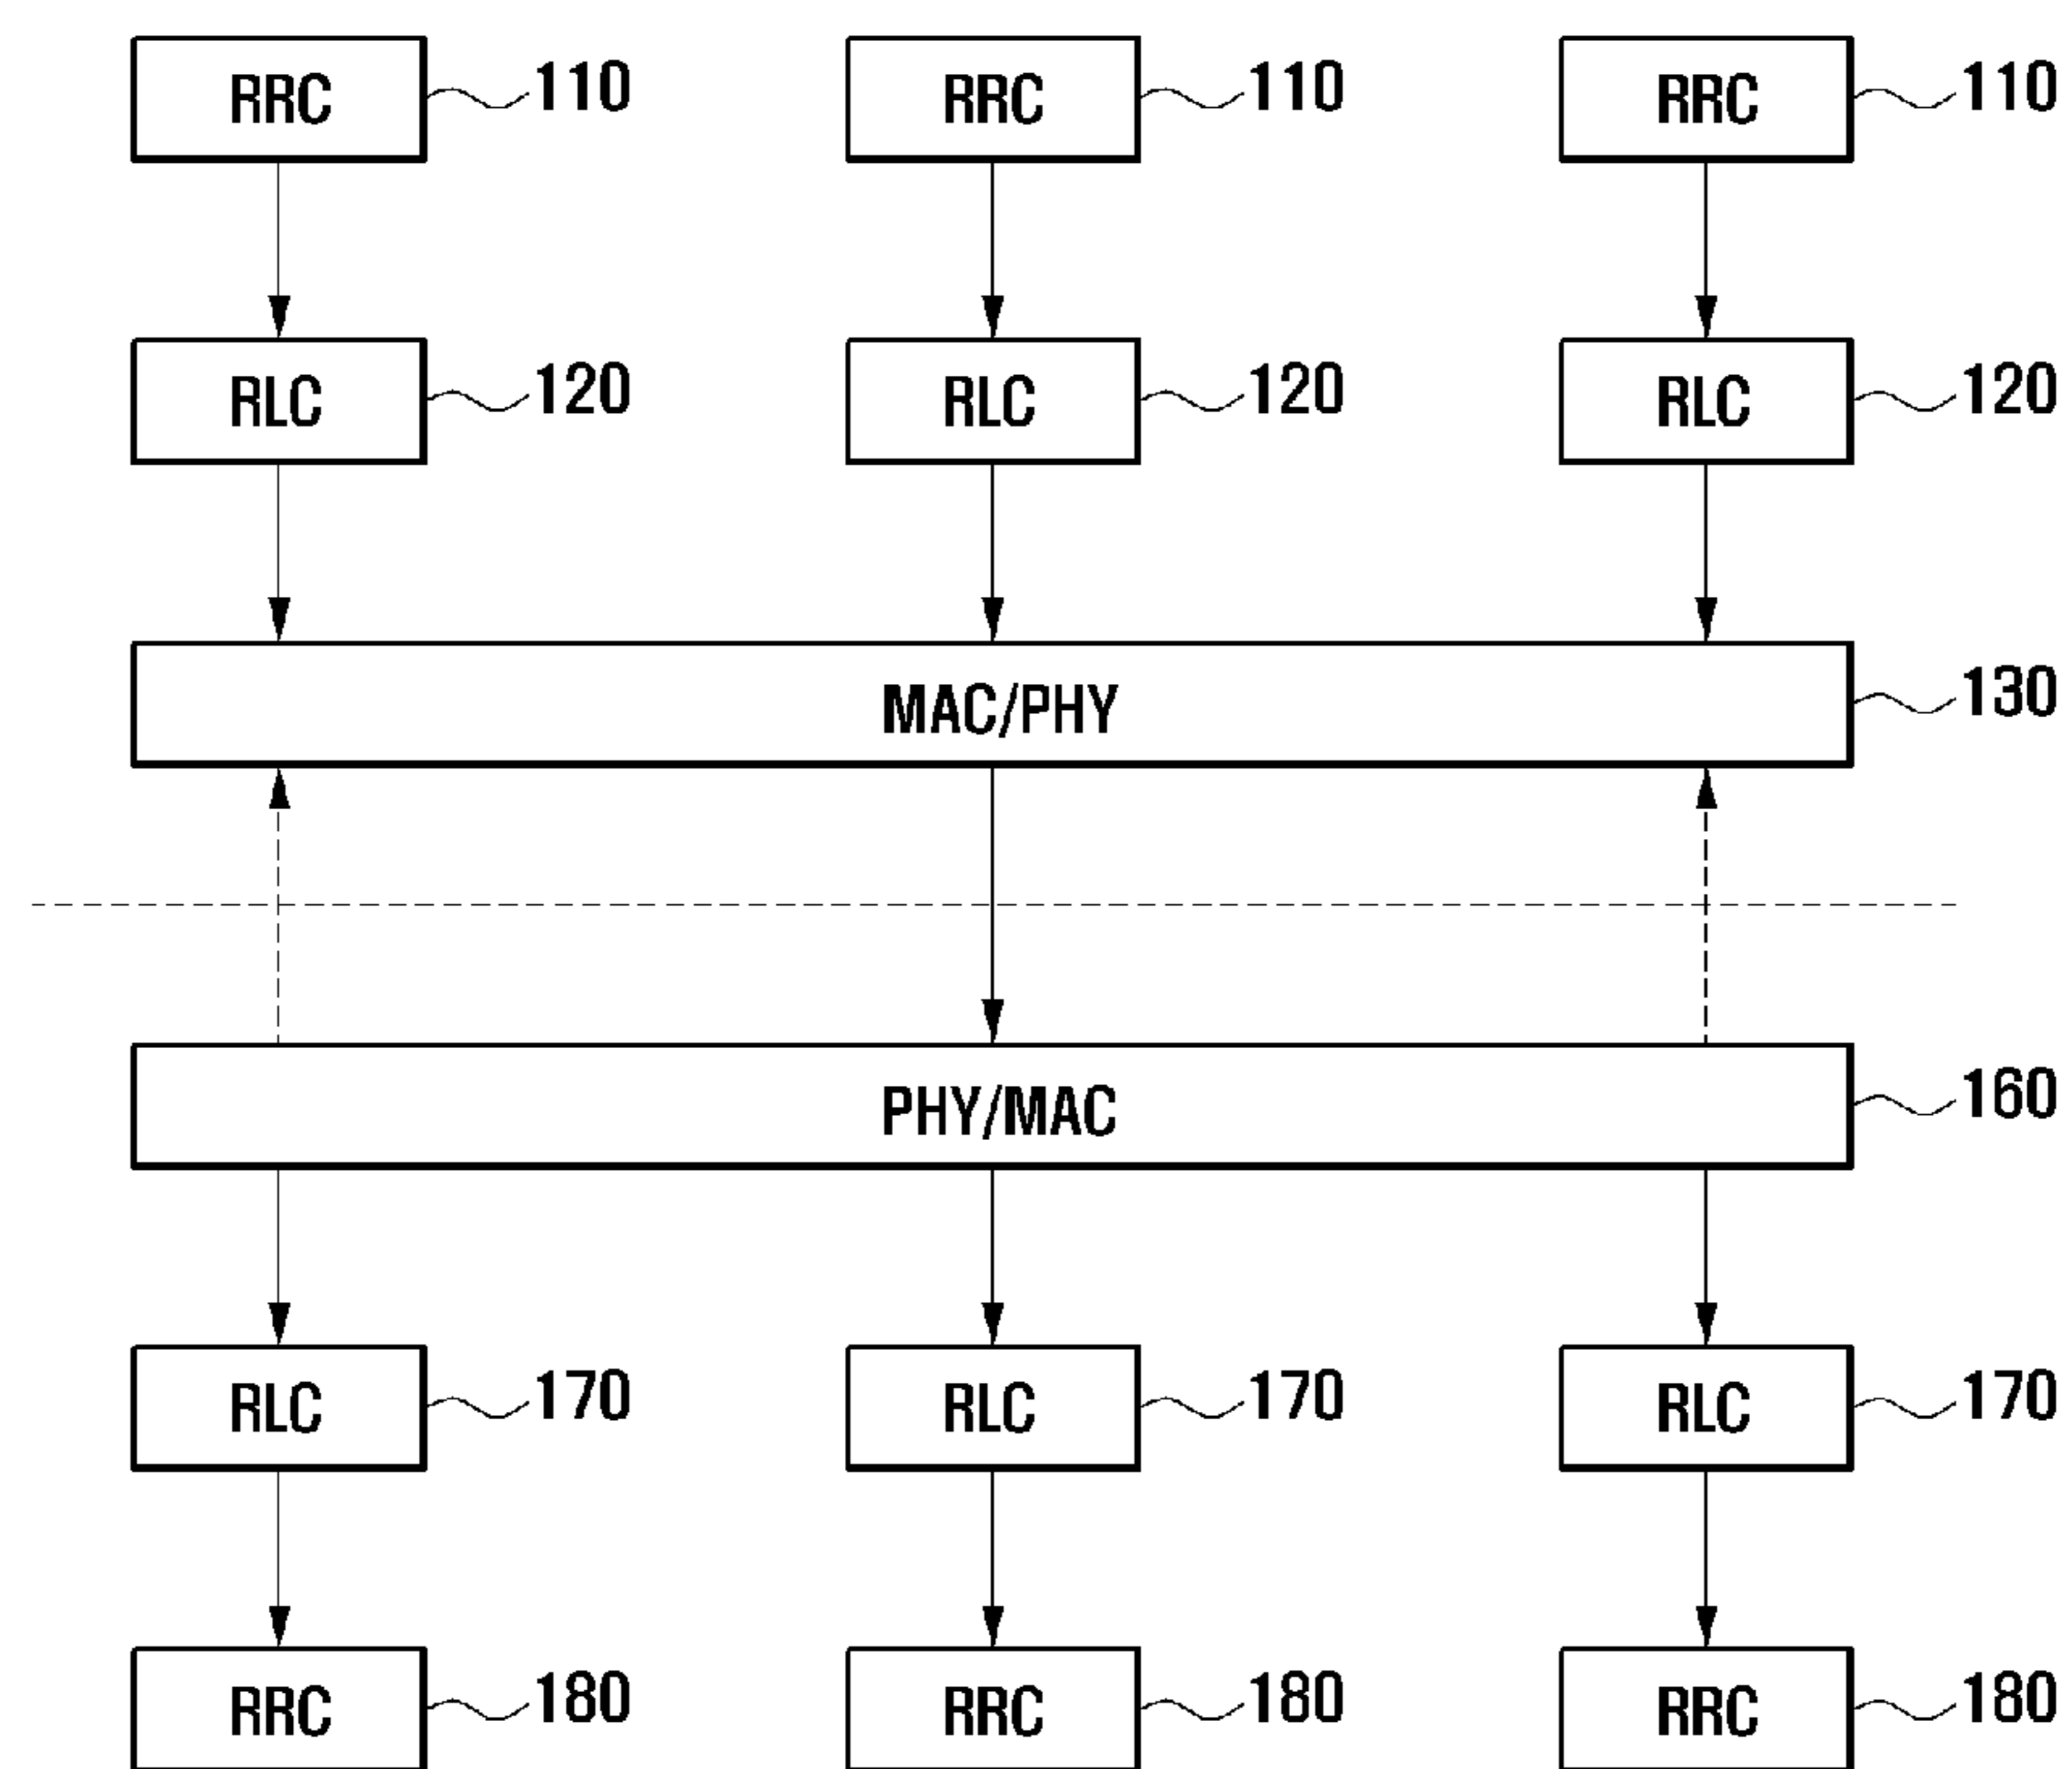 RRC 110 RRC 110 RRC 110
RLC 120 RLC 120 RLC 120
MAC/PHY 130
PHY/MAC 160
RLC 170 RLC 170 RLC 170
RRC 180 RRC 180 RRC 180